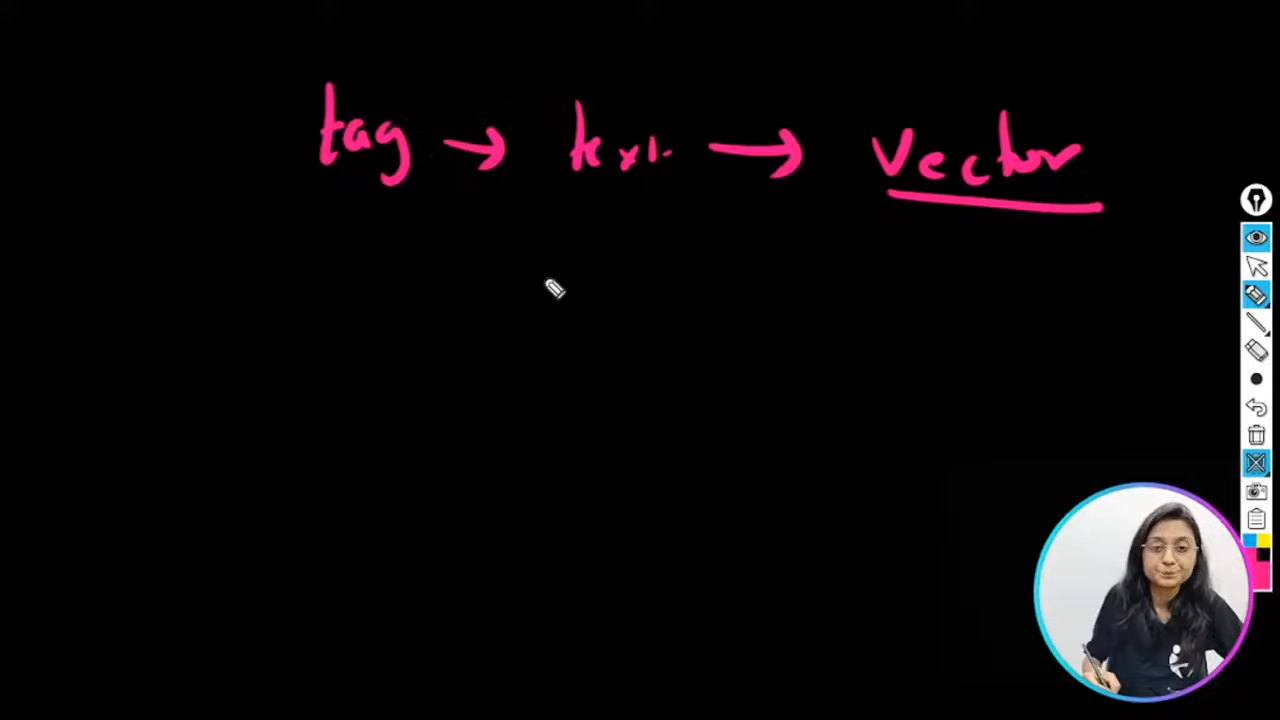 tag → text → vector